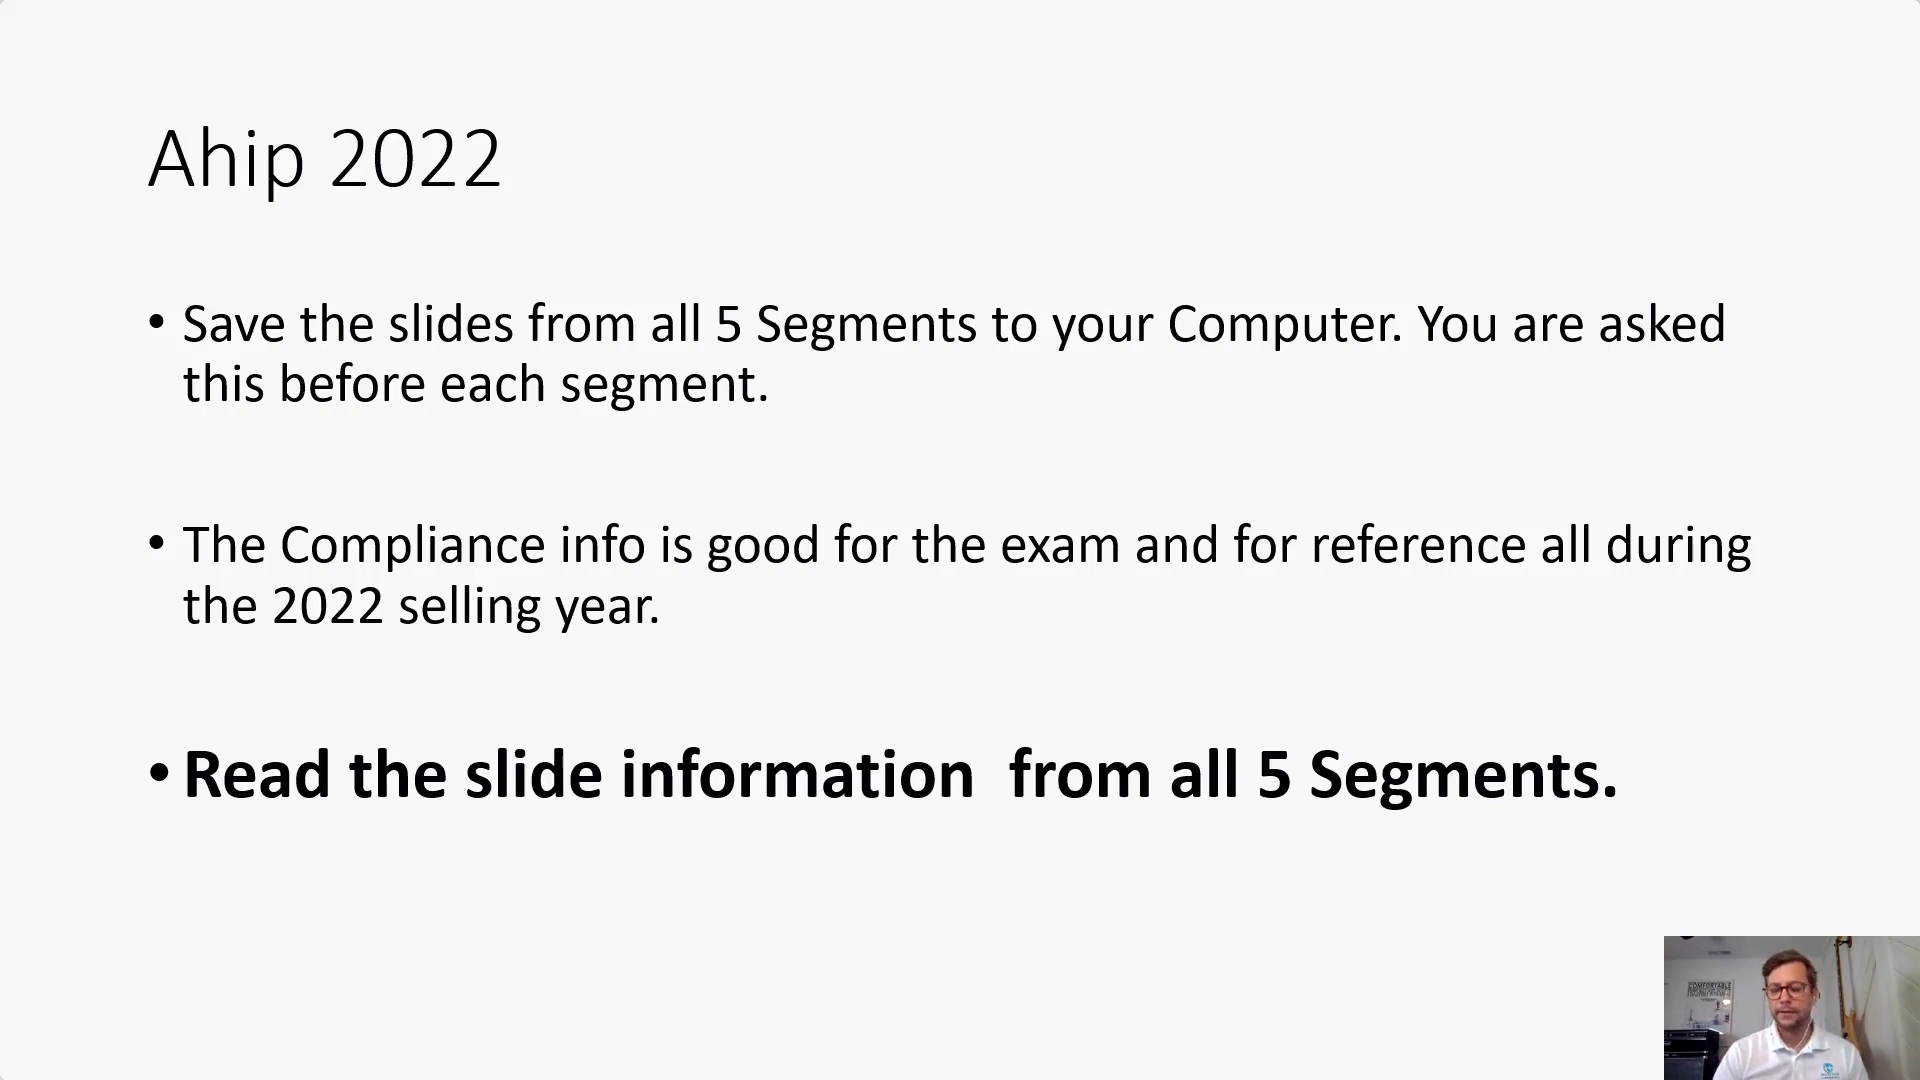 Ahip 2022
• Save the slides from all 5 Segments to your Computer. You are asked
this before each segment.
• The Compliance info is good for the exam and for reference all during
the 2022 selling year.
• Read the slide information  from all 5 Segments.
COMFORTABLE